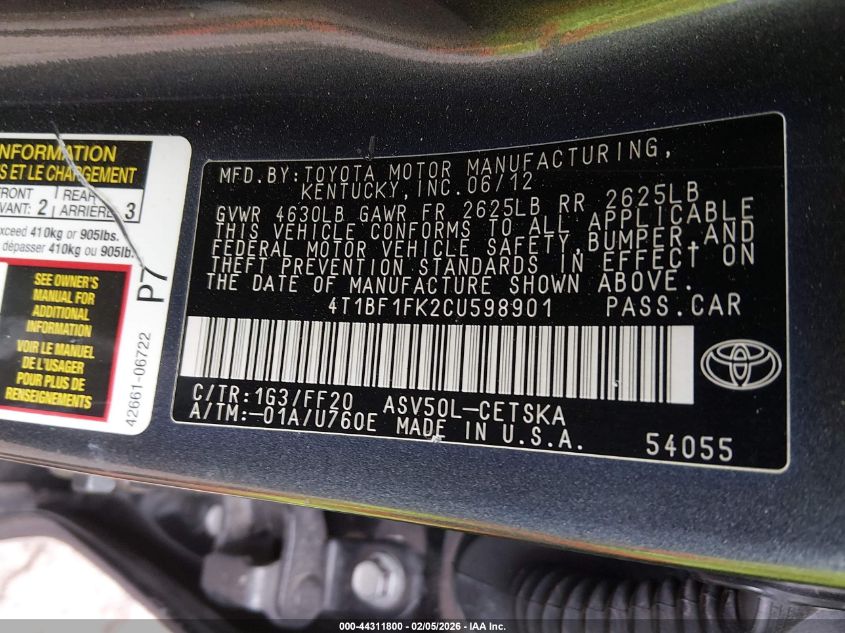 NFORMATION
S ET LE CHARGEMENT
FRONT
VANT: 2
REAR
ARRIÈRE 3
xceed 410kg or 905lbs.
dépasser 410kg ou 905lb.
SEE OWNER'S
MANUAL FOR
ADDITIONAL
INFORMATION
VOIR LE MANUEL
DE L'USAGER
POUR PLUS DE
RENSEIGNEMENTS
P7
42661-06722
MFD.BY:TOYOTA MOTOR MANUFACTURING,
KENTUCKY, INC. 06/12
GVWR 4630LB GAWR FR 2625LB RR 2625LB
THIS VEHICLE CONFORMS TO ALL APPLICABLE
FEDERAL MOTOR VEHICLE SAFETY,BUMPER,AND
THEFT PREVENTION STANDARDS IN EFFECT ON
THE DATE OF MANUFACTURE SHOWN ABOVE.
4T1BF1FK2CU598901 PASS.CAR
C/TR:1G3/FF20 ASV50L-CETSKA
A/TM:-01A/U760E MADE IN U.S.A.
54055
000-44311800 - 02/05/2026 - IAA Inc.